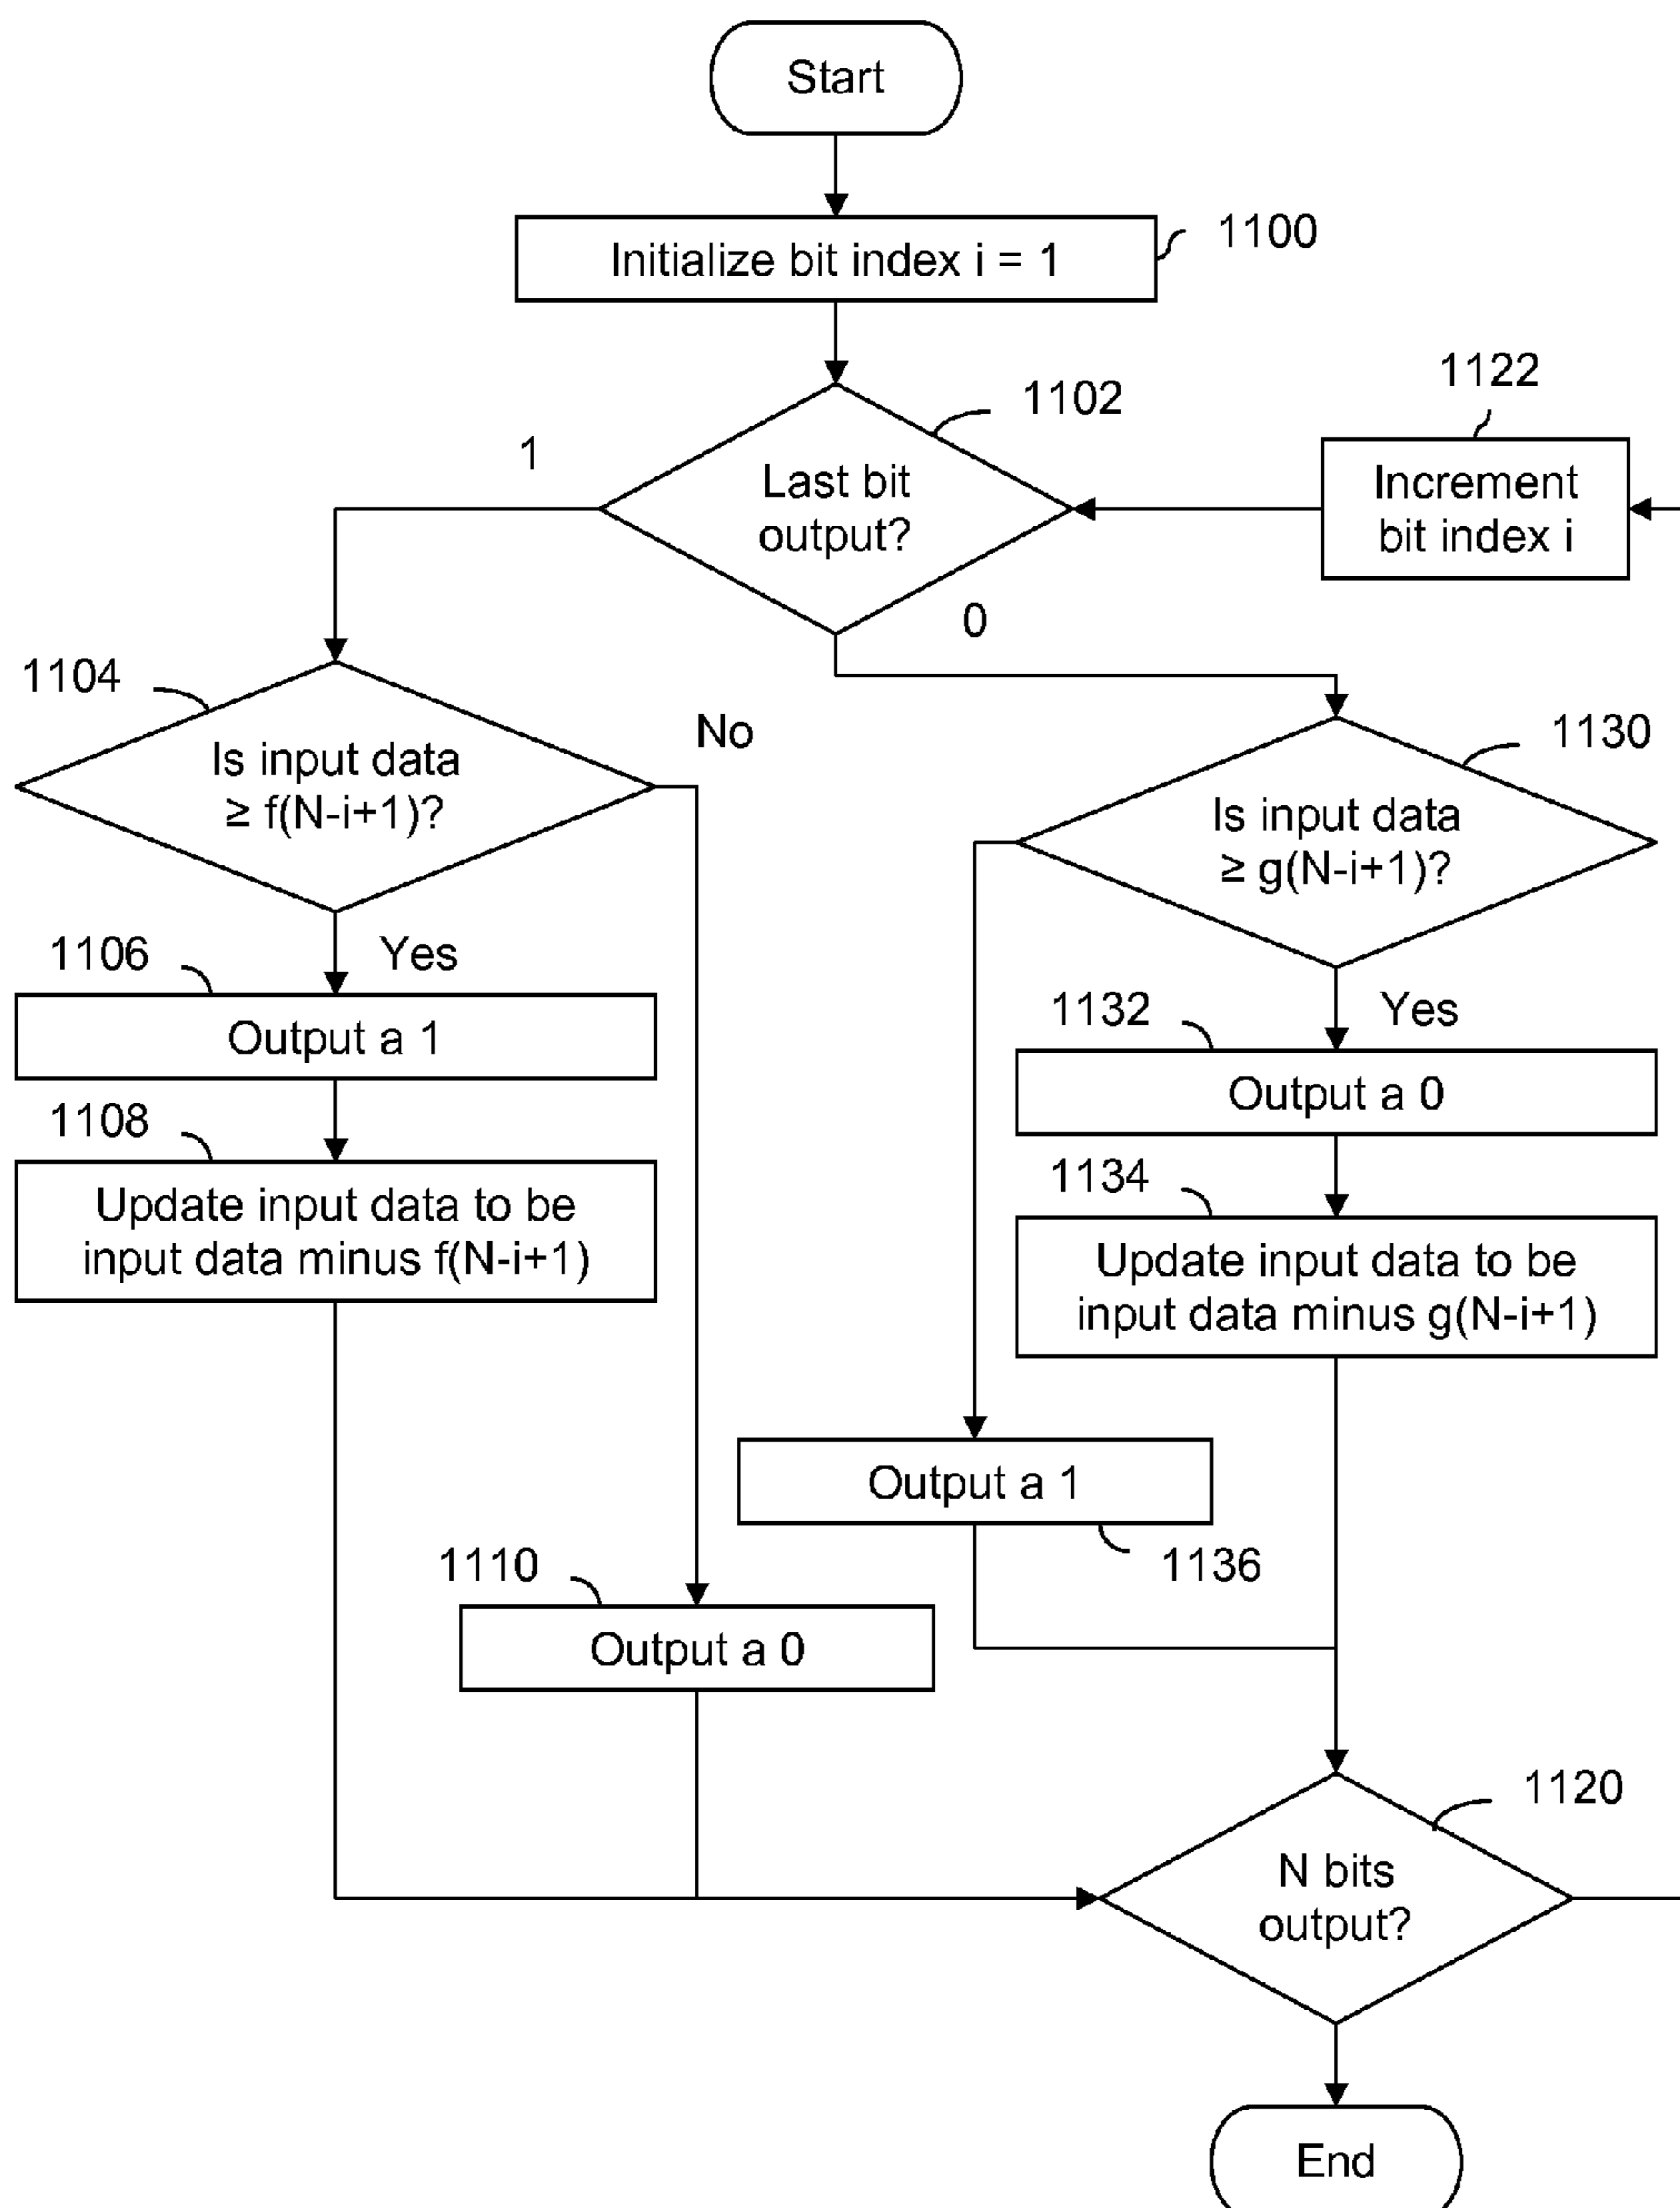 Start
Initialize bit index i = 1
1100
1102
1122
1
Last bit
output?
Increment
bit index i
0
1104
No
1130
Is input data
≥ f(N-i+1)?
Is input data
≥ g(N-i+1)?
1106
Yes
1132
Yes
Output a 1
Output a 0
1108
1134
Update input data to be
input data minus f(N-i+1)
Update input data to be
input data minus g(N-i+1)
Output a 1
1136
1110
Output a 0
1120
N bits
output?
End